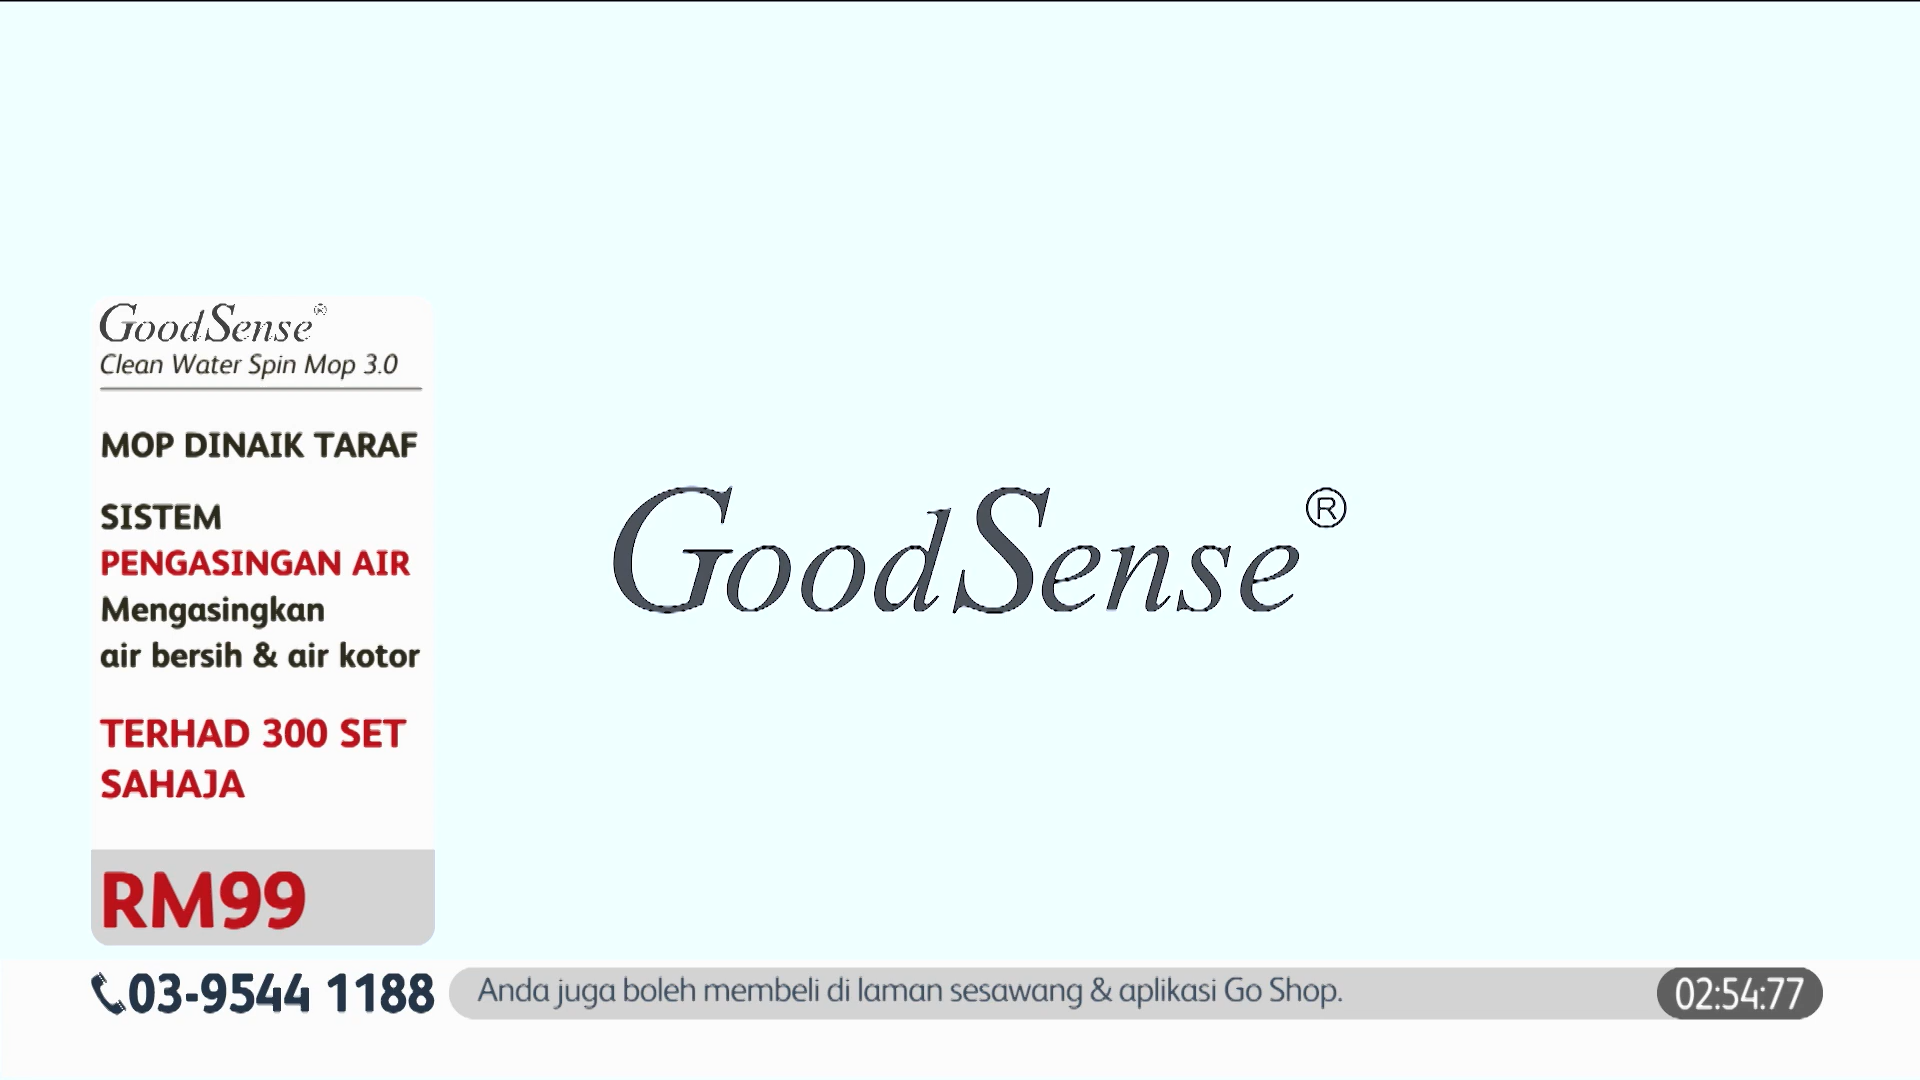 GoodSense®
Clean Water Spin Mop 3.0
MOP DINAIK TARAF
SISTEM
PENGASINGAN AIR
Mengasingkan
air bersih & air kotor
TERHAD 300 SET
SAHAJA
RM99
GoodSense®
03-9544 1188
Anda juga boleh membeli di laman sesawang & aplikasi Go Shop.
02:54:77